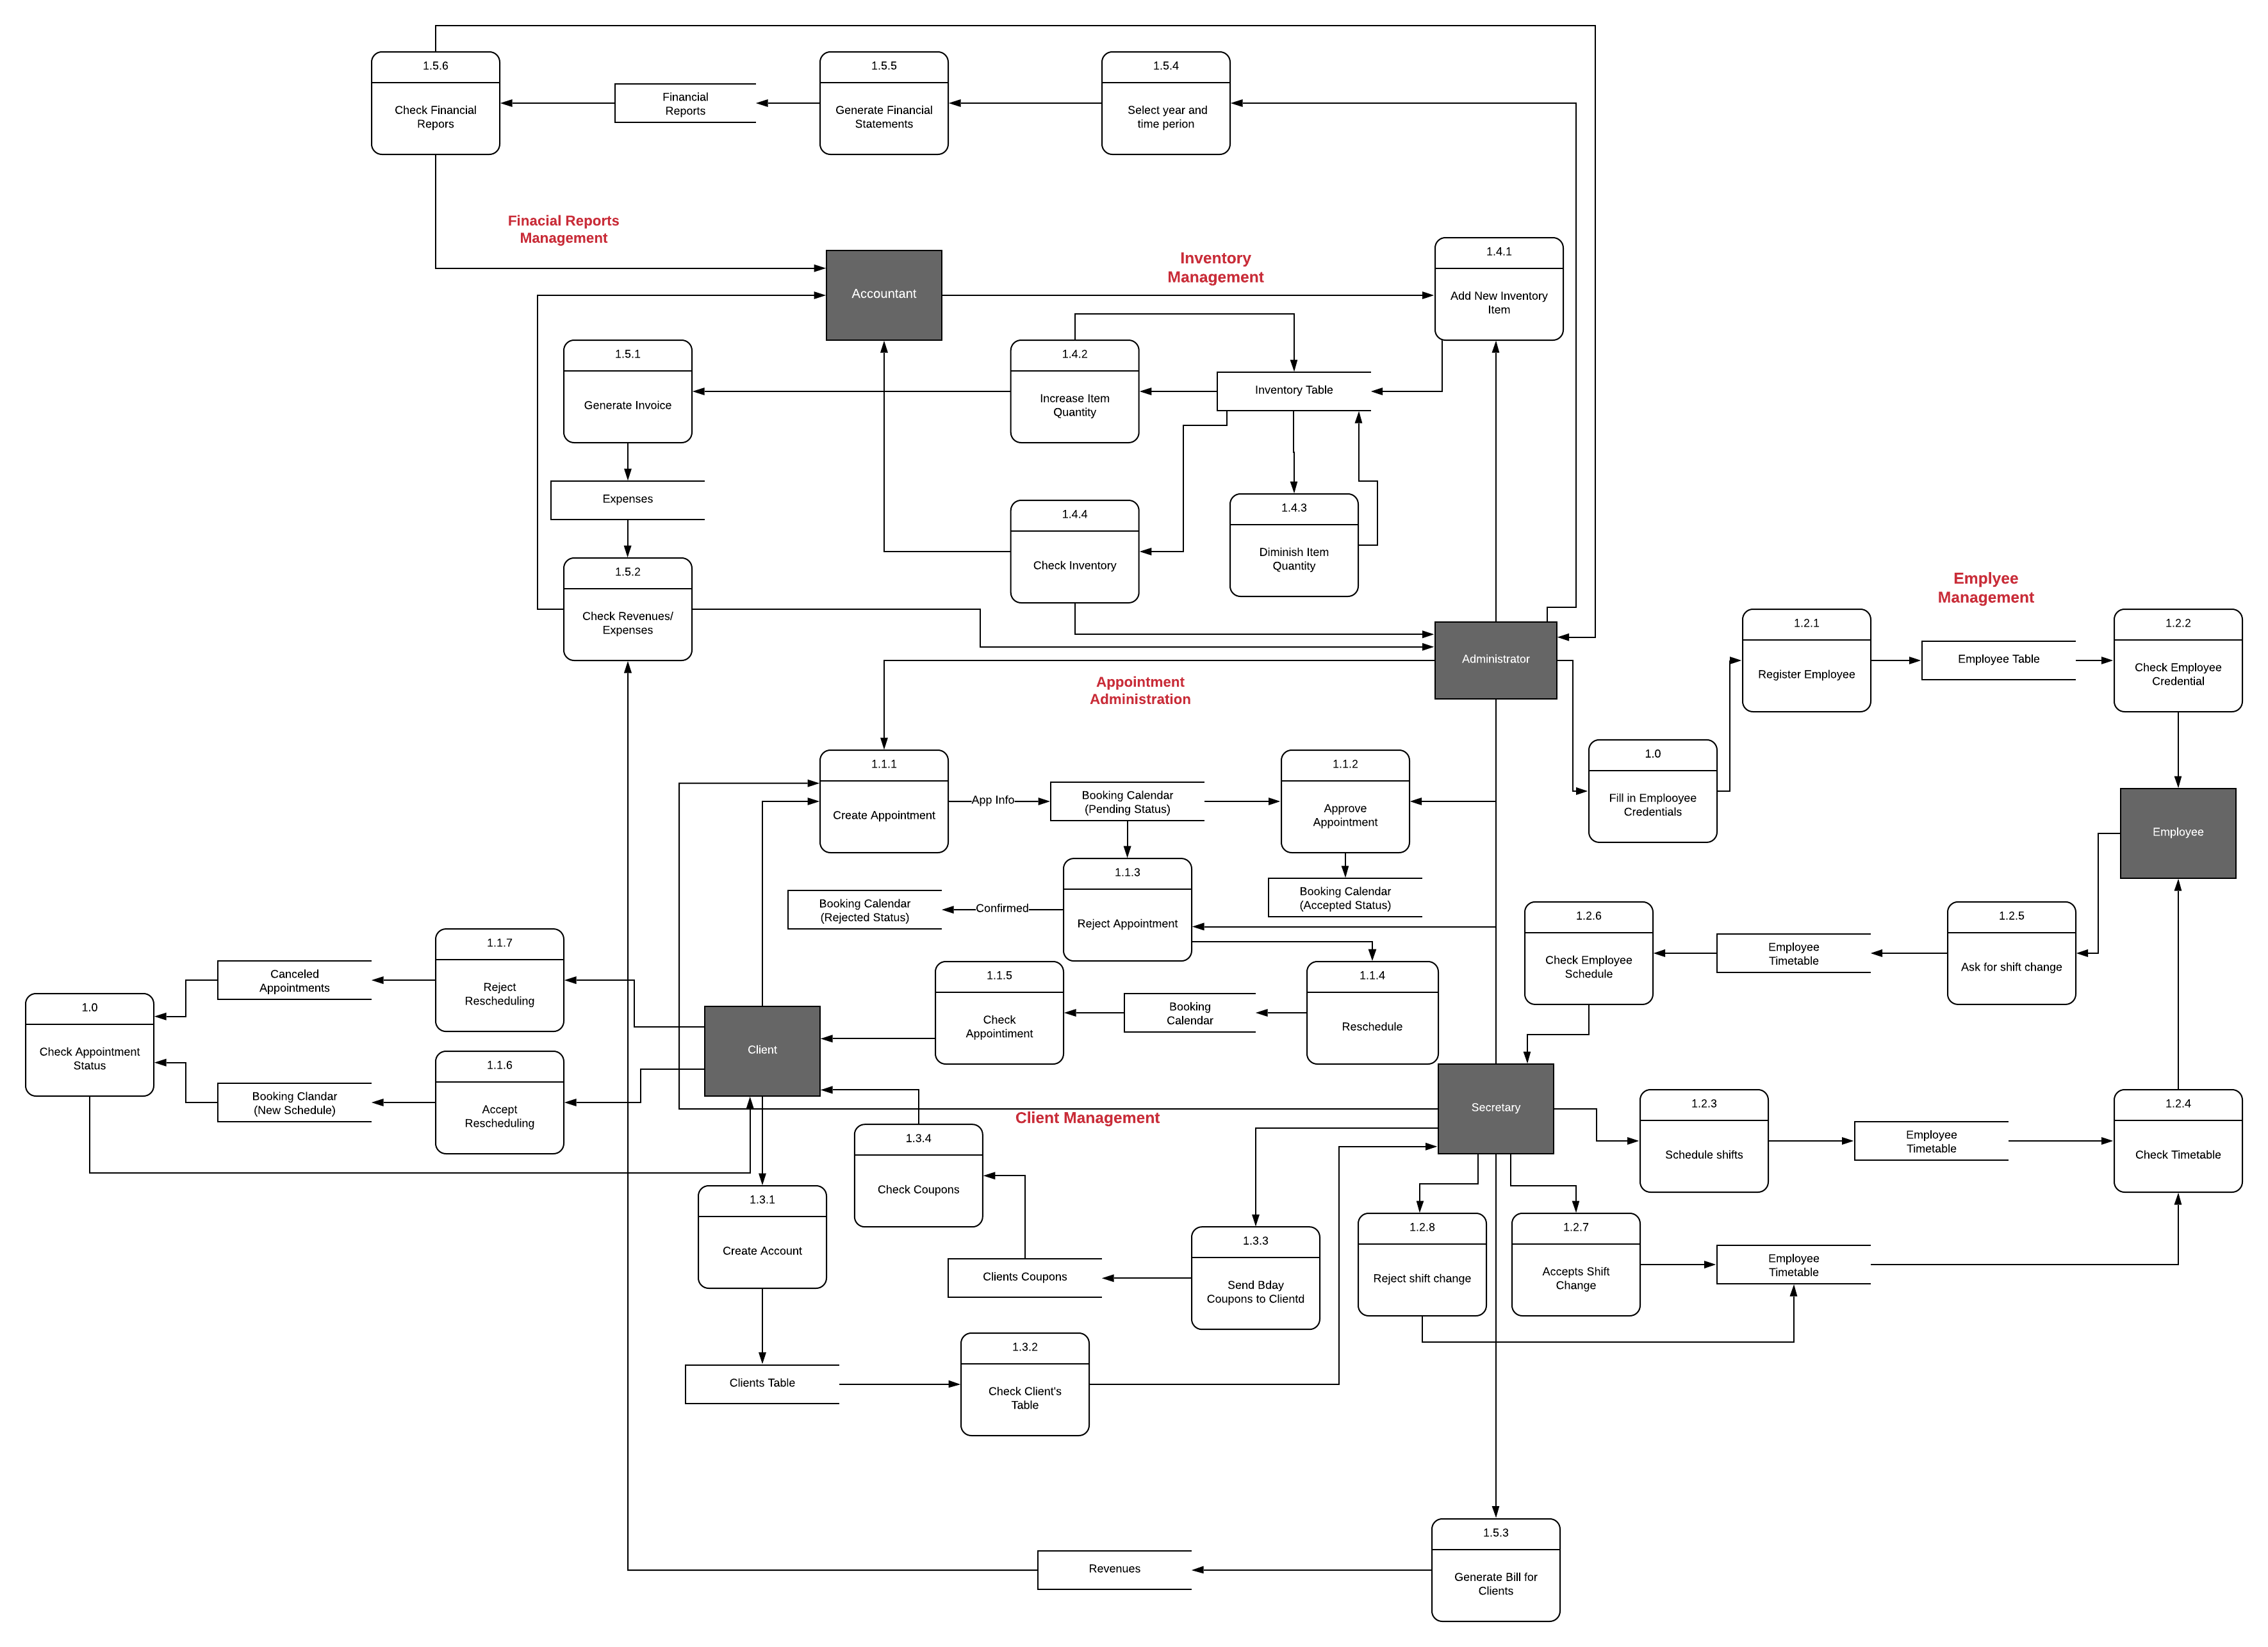 1.5.6
Check Financial
Repors
Financial
Reports
1.5.5
Generate Financial
Statements
1.5.4
Select year and
time perion
Finacial Reports
Management
Accountant
Inventory
Management
1.4.1
Add New Inventory
Item
1.5.1
Generate Invoice
1.4.2
Increase Item
Quantity
Inventory Table
Expenses
1.4.4
Check Inventory
1.4.3
Diminish Item
Quantity
1.5.2
Check Revenues/
Expenses
Administrator
Emplyee
Management
1.2.1
Register Employee
Employee Table
1.2.2
Check Employee
Credential
Appointment
Administration
1.1.1
Create Appointment
App Info
Booking Calendar
(Pending Status)
1.1.2
Approve
Appointment
1.0
Fill in Emplooyee
Credentials
Employee
Booking Calendar
(Rejected Status)
Confirmed
1.1.3
Reject Appointment
Booking Calendar
(Accepted Status)
1.2.6
Check Employee
Schedule
Employee
Timetable
1.2.5
Ask for shift change
1.1.7
Reject
Rescheduling
Canceled
Appointments
1.0
Check Appointment
Status
1.1.6
Accept
Rescheduling
Booking Clandar
(New Schedule)
Client
1.1.5
Check
Appointiment
Booking
Calendar
1.1.4
Reschedule
Client Management
Secretary
1.2.3
Schedule shifts
Employee
Timetable
1.2.4
Check Timetable
1.3.4
Check Coupons
1.3.1
Create Account
Clients Coupons
1.3.3
Send Bday
Coupons to Clientd
1.2.8
Reject shift change
1.2.7
Accepts Shift
Change
Employee
Timetable
Clients Table
1.3.2
Check Client's
Table
1.5.3
Generate Bill for
Clients
Revenues